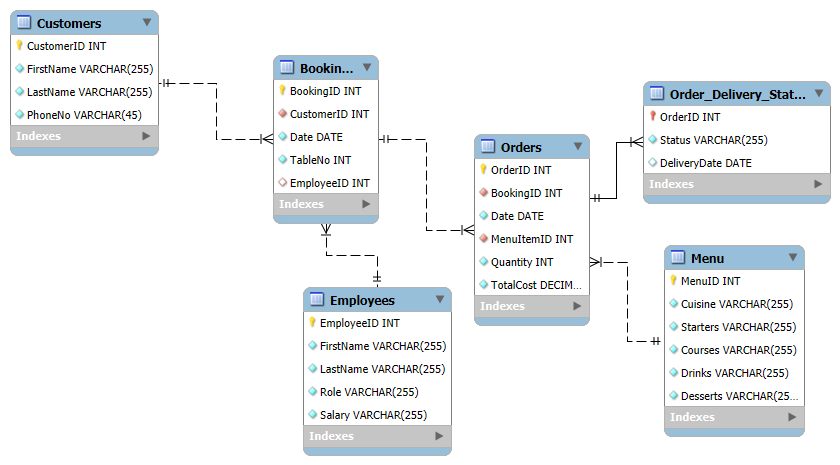 Customers
CustomerID INT
FirstName VARCHAR(255)
LastName VARCHAR(255)
PhoneNo VARCHAR(45)
Indexes
Bookin...
BookingID INT
CustomerID INT
Date DATE
TableNo INT
EmployeeID INT
Indexes
Employees
EmployeeID INT
FirstName VARCHAR(255)
LastName VARCHAR(255)
Role VARCHAR(255)
Salary VARCHAR(255)
Indexes
Orders
OrderID INT
BookingID INT
Date DATE
MenuItemID INT
Quantity INT
TotalCost DECIM...
Indexes
Order_Delivery_Stat...
OrderID INT
Status VARCHAR(255)
DeliveryDate DATE
Indexes
Menu
MenuID INT
Cuisine VARCHAR(255)
Starters VARCHAR(255)
Courses VARCHAR(255)
Drinks VARCHAR(255)
Desserts VARCHAR(25...
Indexes